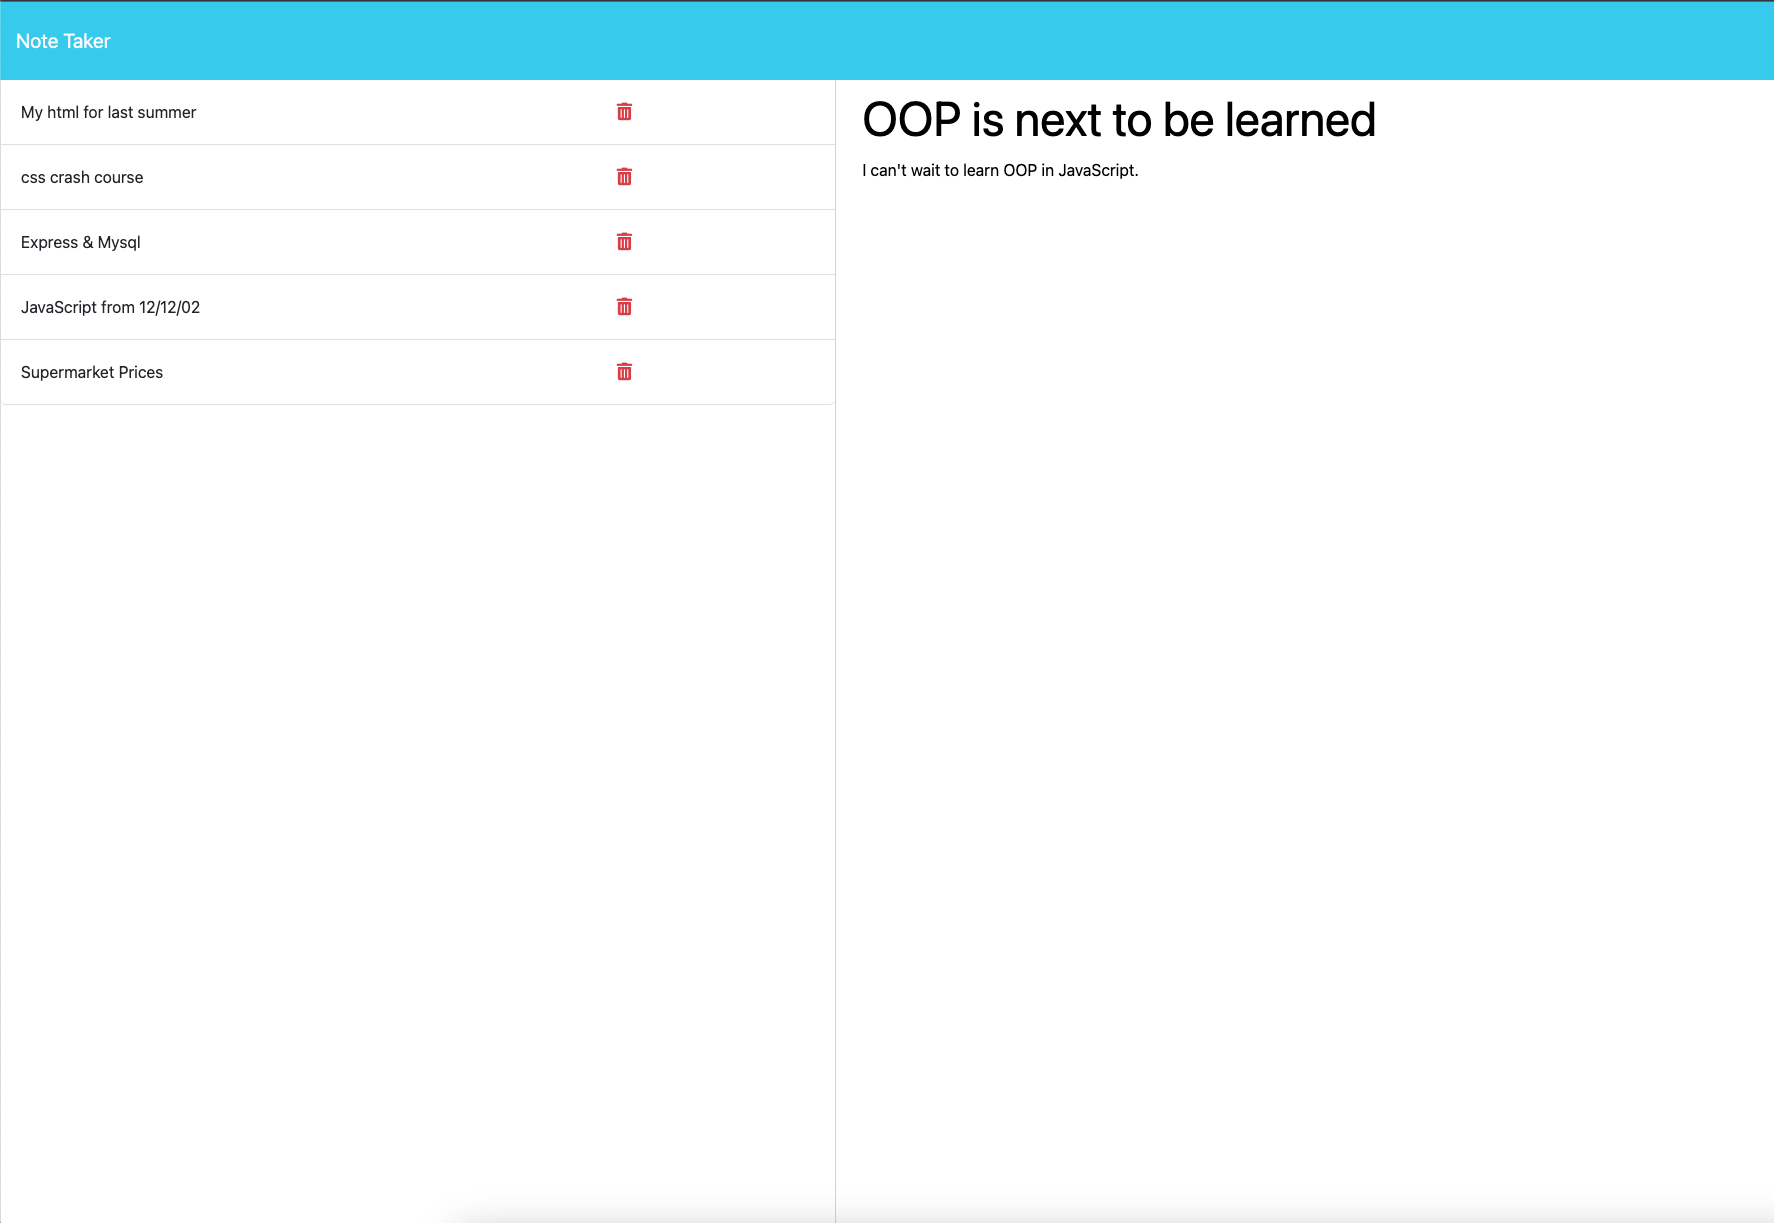 Note Taker
My html for last summer
css crash course
Express & Mysql
JavaScript from 12/12/02
Supermarket Prices
OOP is next to be learned
I can't wait to learn OOP in JavaScript.